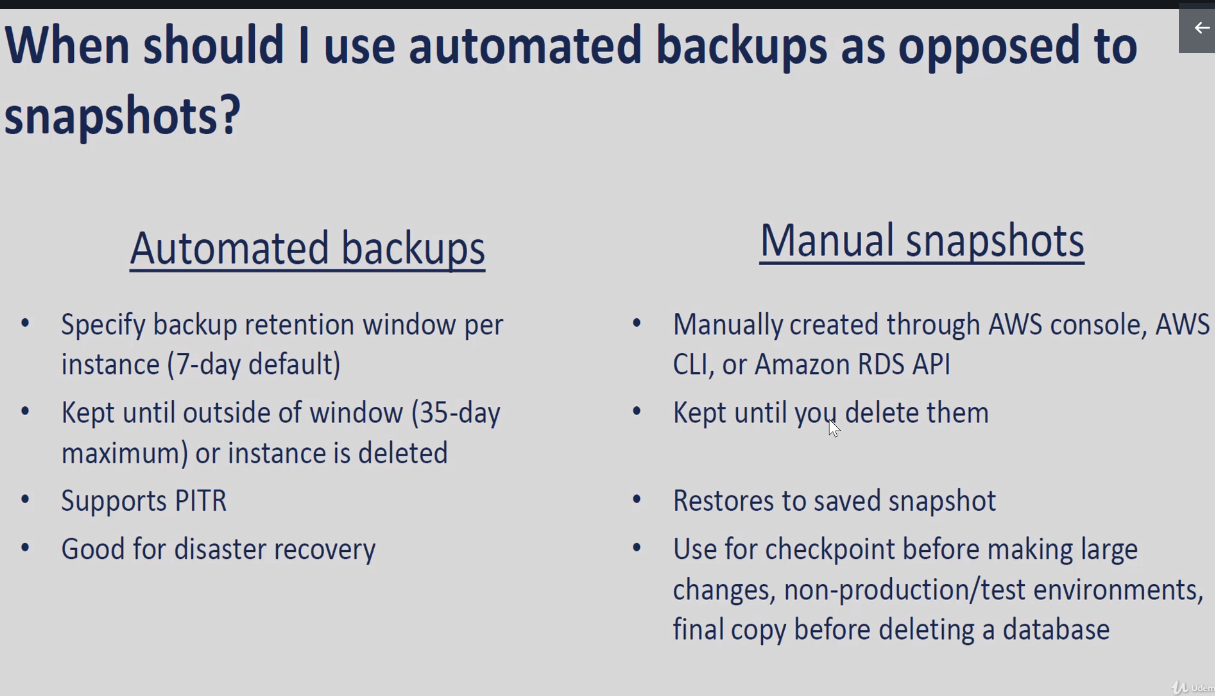 When should I use automated backups as opposed to
snapshots?
Automated backups
• Specify backup retention window per
instance (7-day default)
• Kept until outside of window (35-day
maximum) or instance is deleted
• Supports PITR
• Good for disaster recovery
Manual snapshots
• Manually created through AWS console, AWS
CLI, or Amazon RDS API
• Kept until you delete them
• Restores to saved snapshot
• Use for checkpoint before making large
changes, non-production/test environments,
final copy before deleting a database